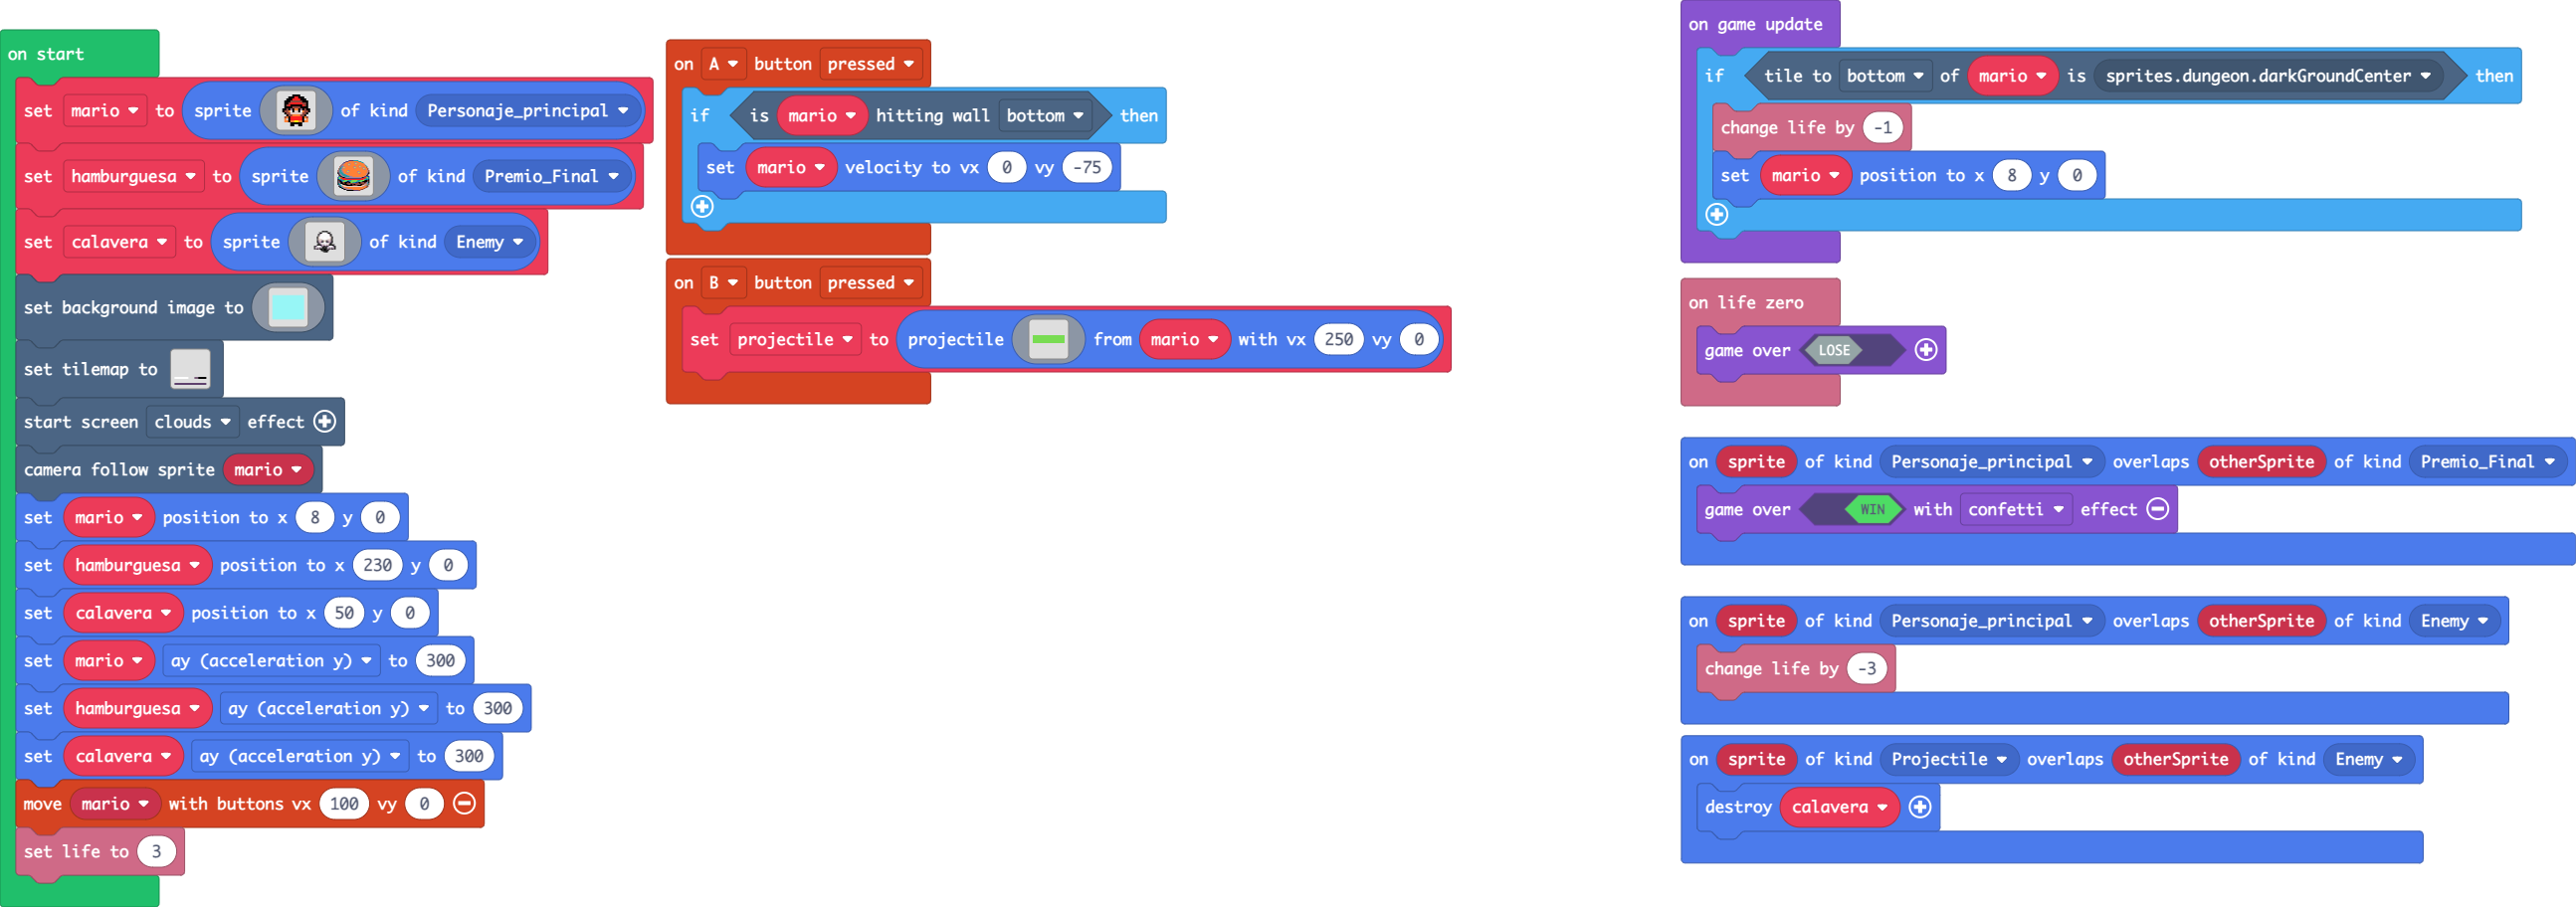 on start
set mario to sprite of kind Personaje_principal
set hamburguesa to sprite of kind Premio_Final
set calavera to sprite of kind Enemy
set background image to
set tilemap to
start screen clouds effect
camera follow sprite mario
set mario position to x 8 y 0
set hamburguesa position to x 230 y 0
set calavera position to x 50 y 0
set mario ay (acceleration y) to 300
set hamburguesa ay (acceleration y) to 300
set calavera ay (acceleration y) to 300
move mario with buttons vx 100 vy 0
set life to 3
on A button pressed
if is mario hitting wall bottom then
set mario velocity to vx 0 vy -75
on B button pressed
set projectile to projectile from mario with vx 250 vy 0
on game update
if tile to bottom of mario is sprites.dungeon.darkGroundCenter then
change life by -1
set mario position to x 8 y 0
on life zero
game over LOSE
on sprite of kind Personaje_principal overlaps otherSprite of kind Premio_Final
game over WIN with confetti effect
on sprite of kind Personaje_principal overlaps otherSprite of kind Enemy
change life by -3
on sprite of kind Projectile overlaps otherSprite of kind Enemy
destroy calavera